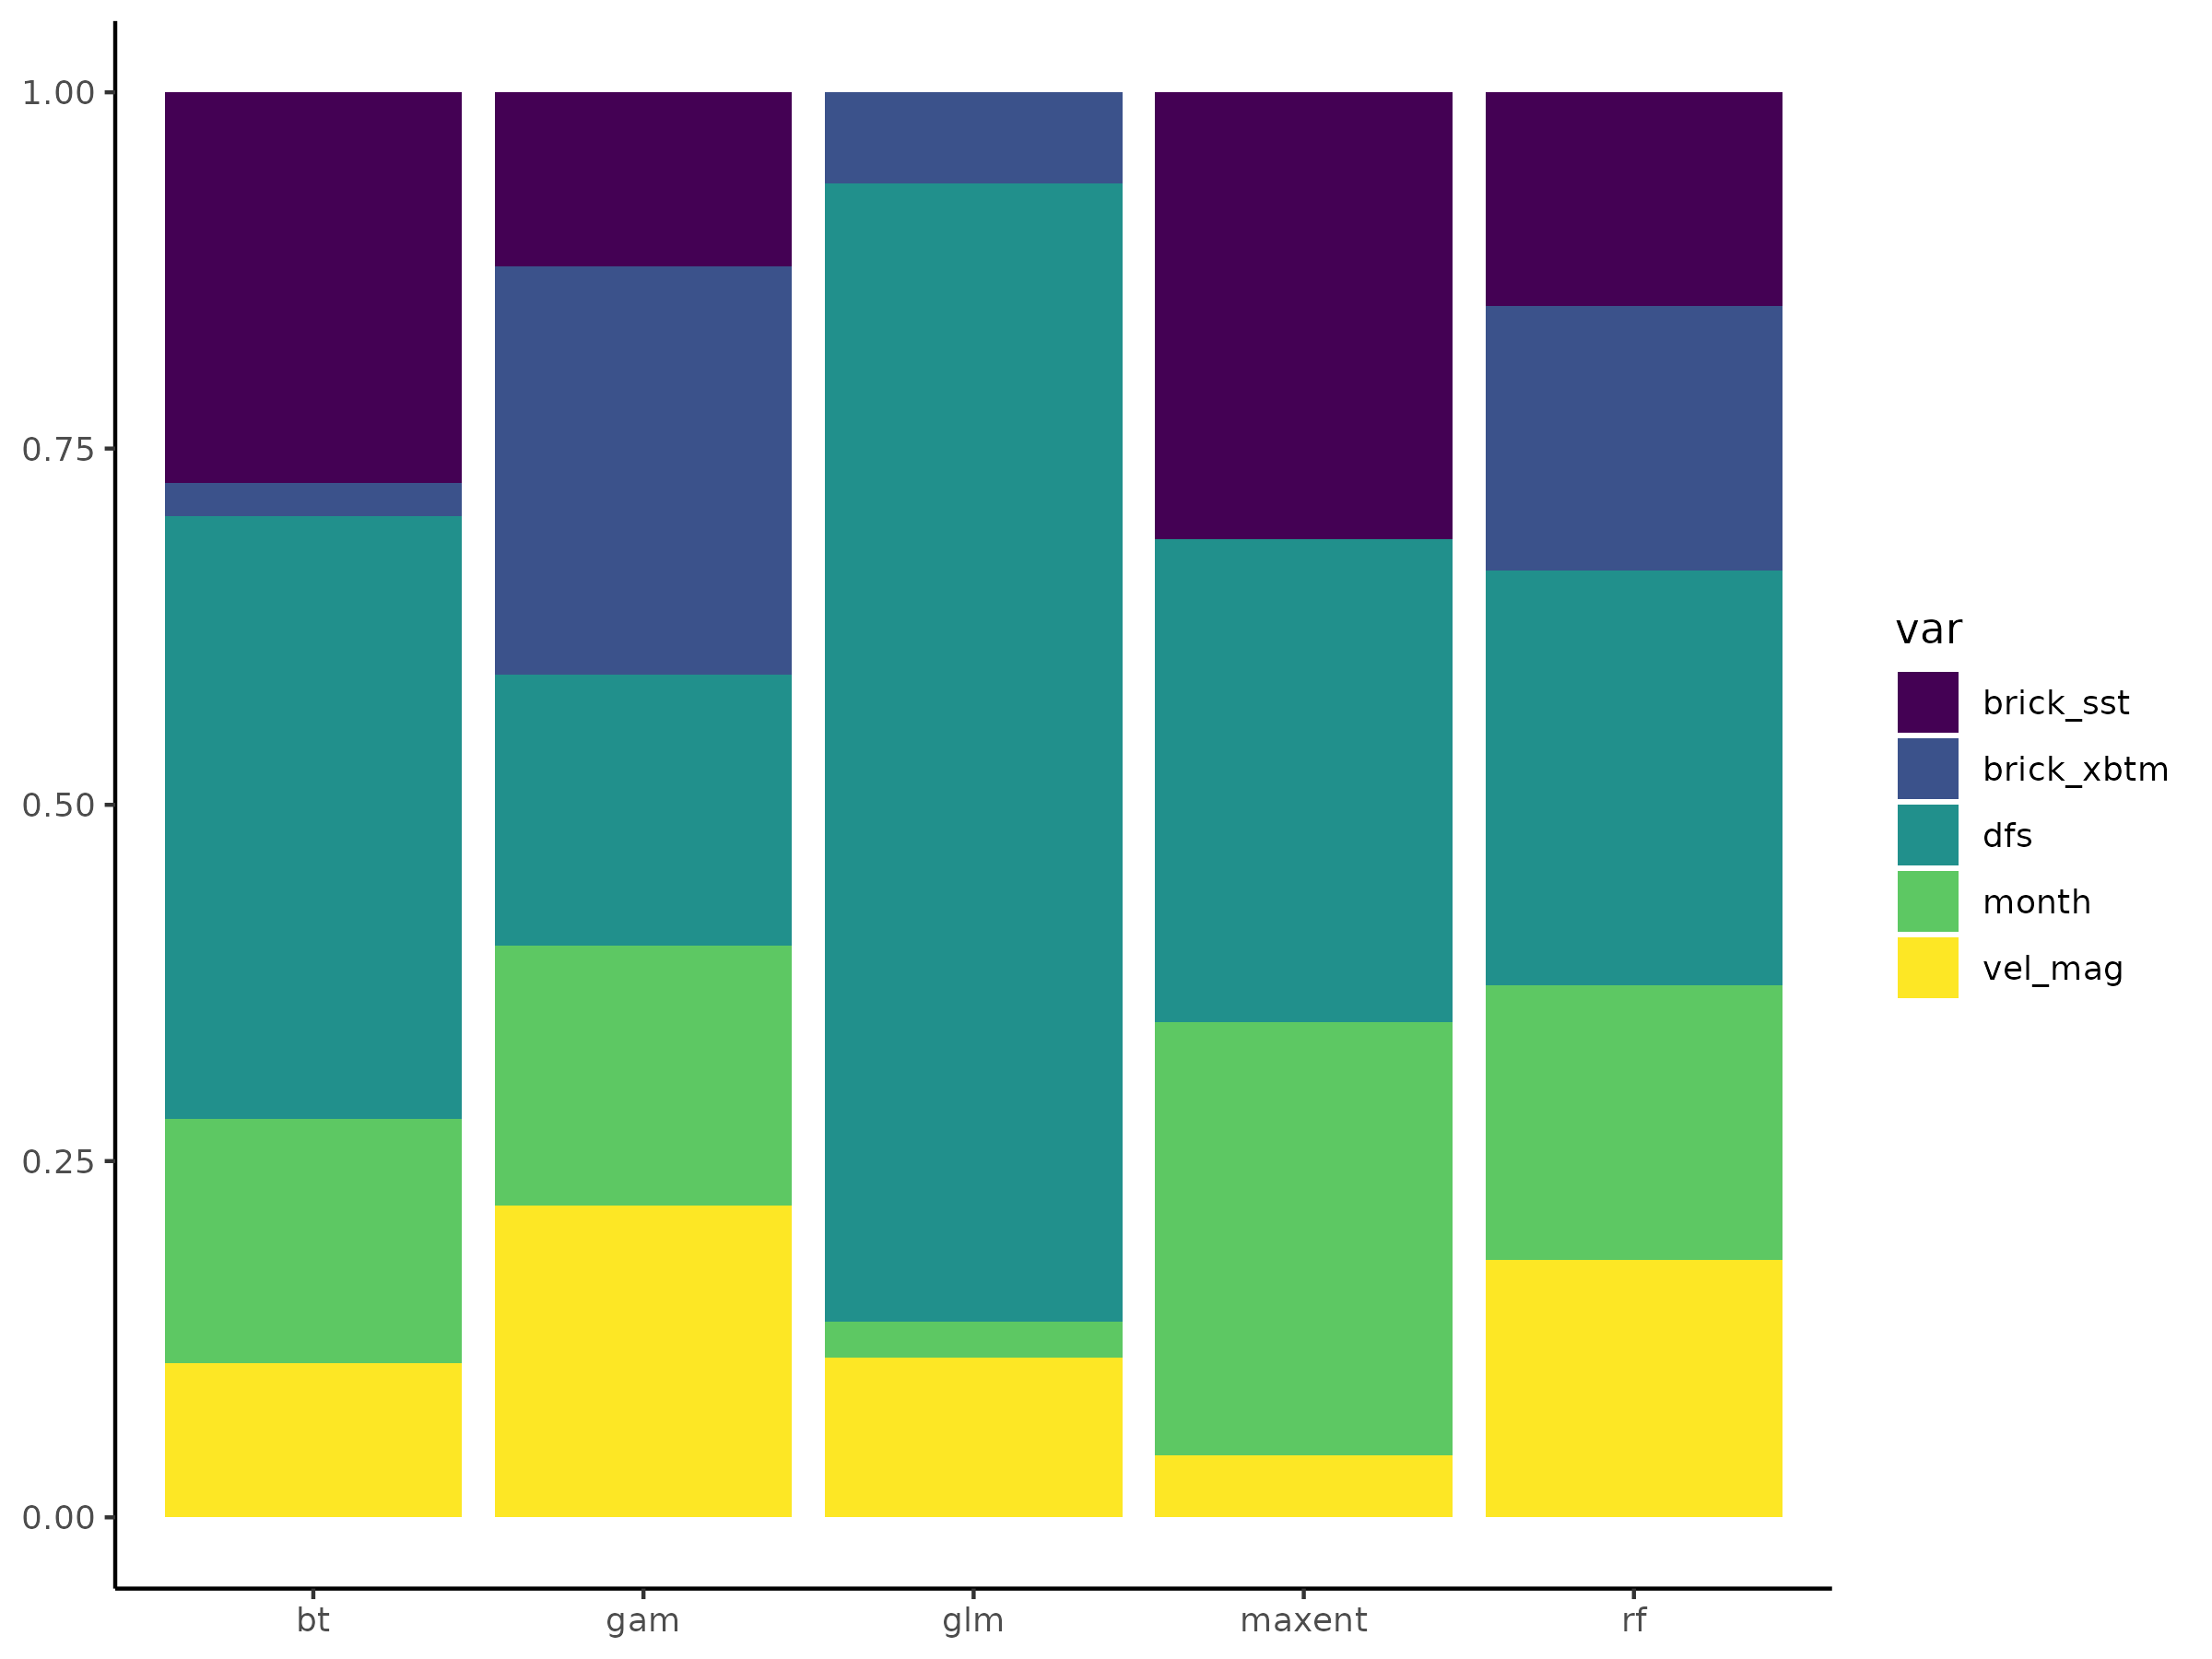 1.00
0.75
0.50
0.25
0.00
bt gam glm maxent rf
var
brick_sst
brick_xbtm
dfs
month
vel_mag